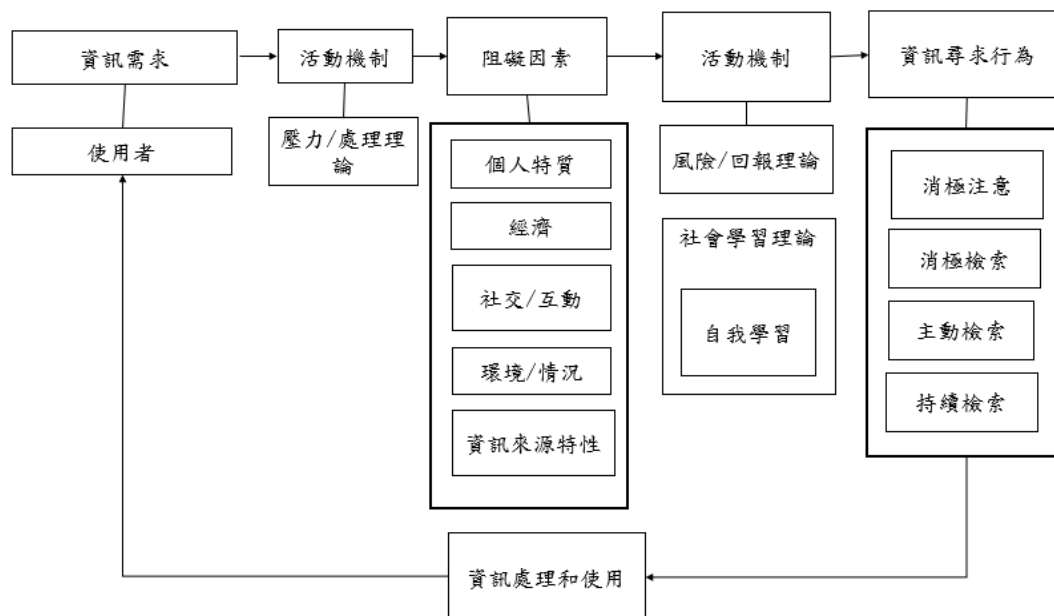 資訊需求
活動機制
阻礙因素
活動機制
資訊尋求行為
使用者
壓力/處理理
論
個人特質
經濟
社交/互動
環境/情況
資訊來源特性
風險/回報理論
社會學習理論
自我學習
消極注意
消極檢索
主動檢索
持續檢索
資訊處理和使用